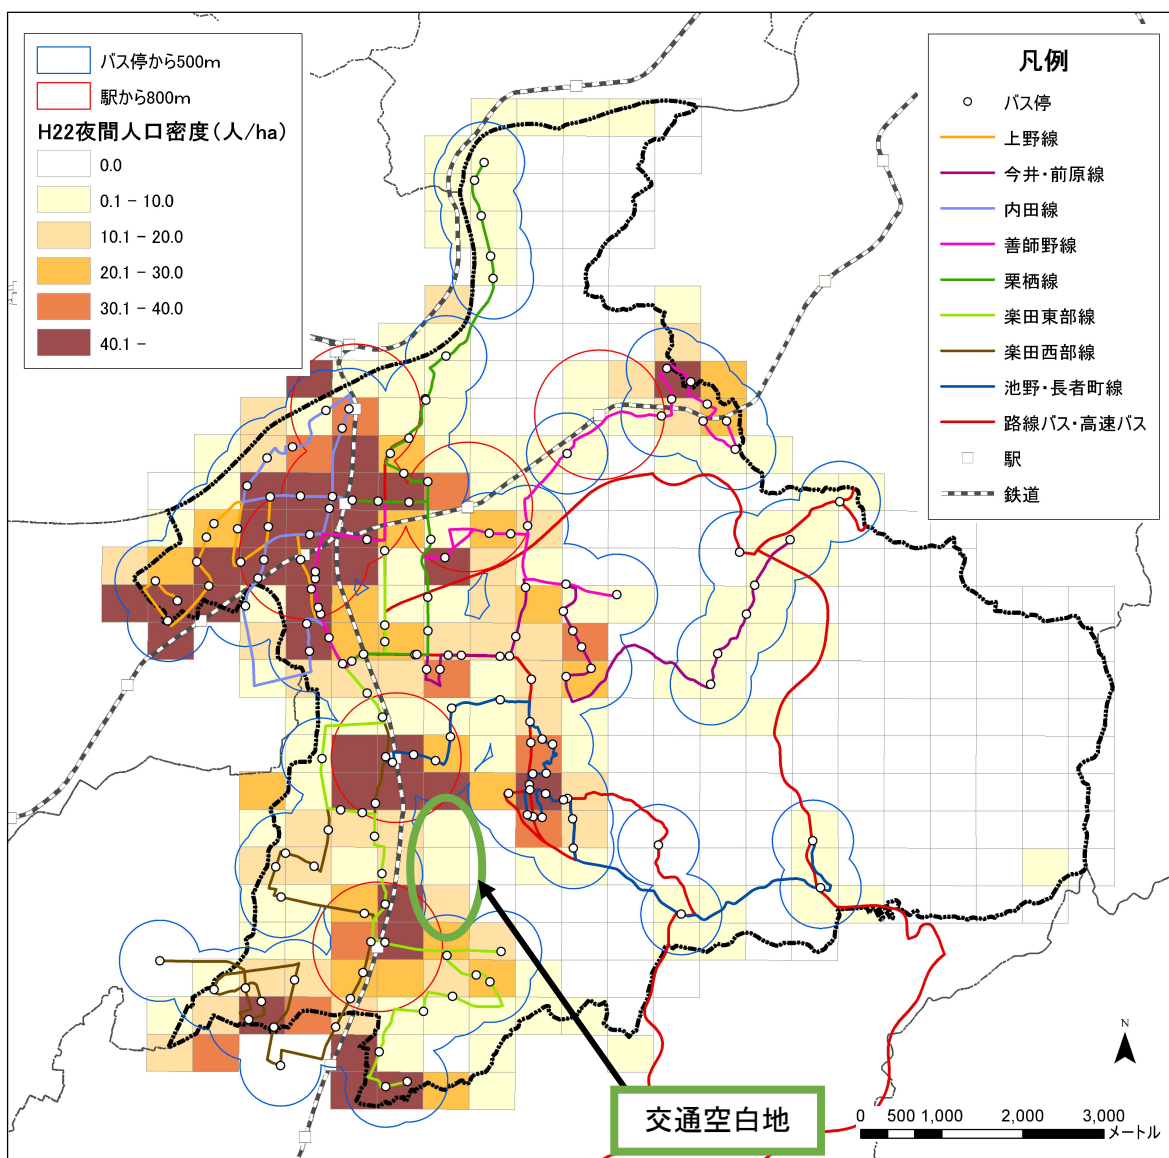 バス停から500m
駅から800m
H22夜間人口密度(人/ha)
0.0
0.1 - 10.0
10.1 - 20.0
20.1 - 30.0
30.1 - 40.0
40.1 -
凡例
バス停
上野線
今井・前原線
内田線
善師野線
栗栖線
楽田東部線
楽田西部線
池野・長者町線
路線バス・高速バス
駅
鉄道
交通空白地
N
0 500 1,000 2,000 3,000
メートル